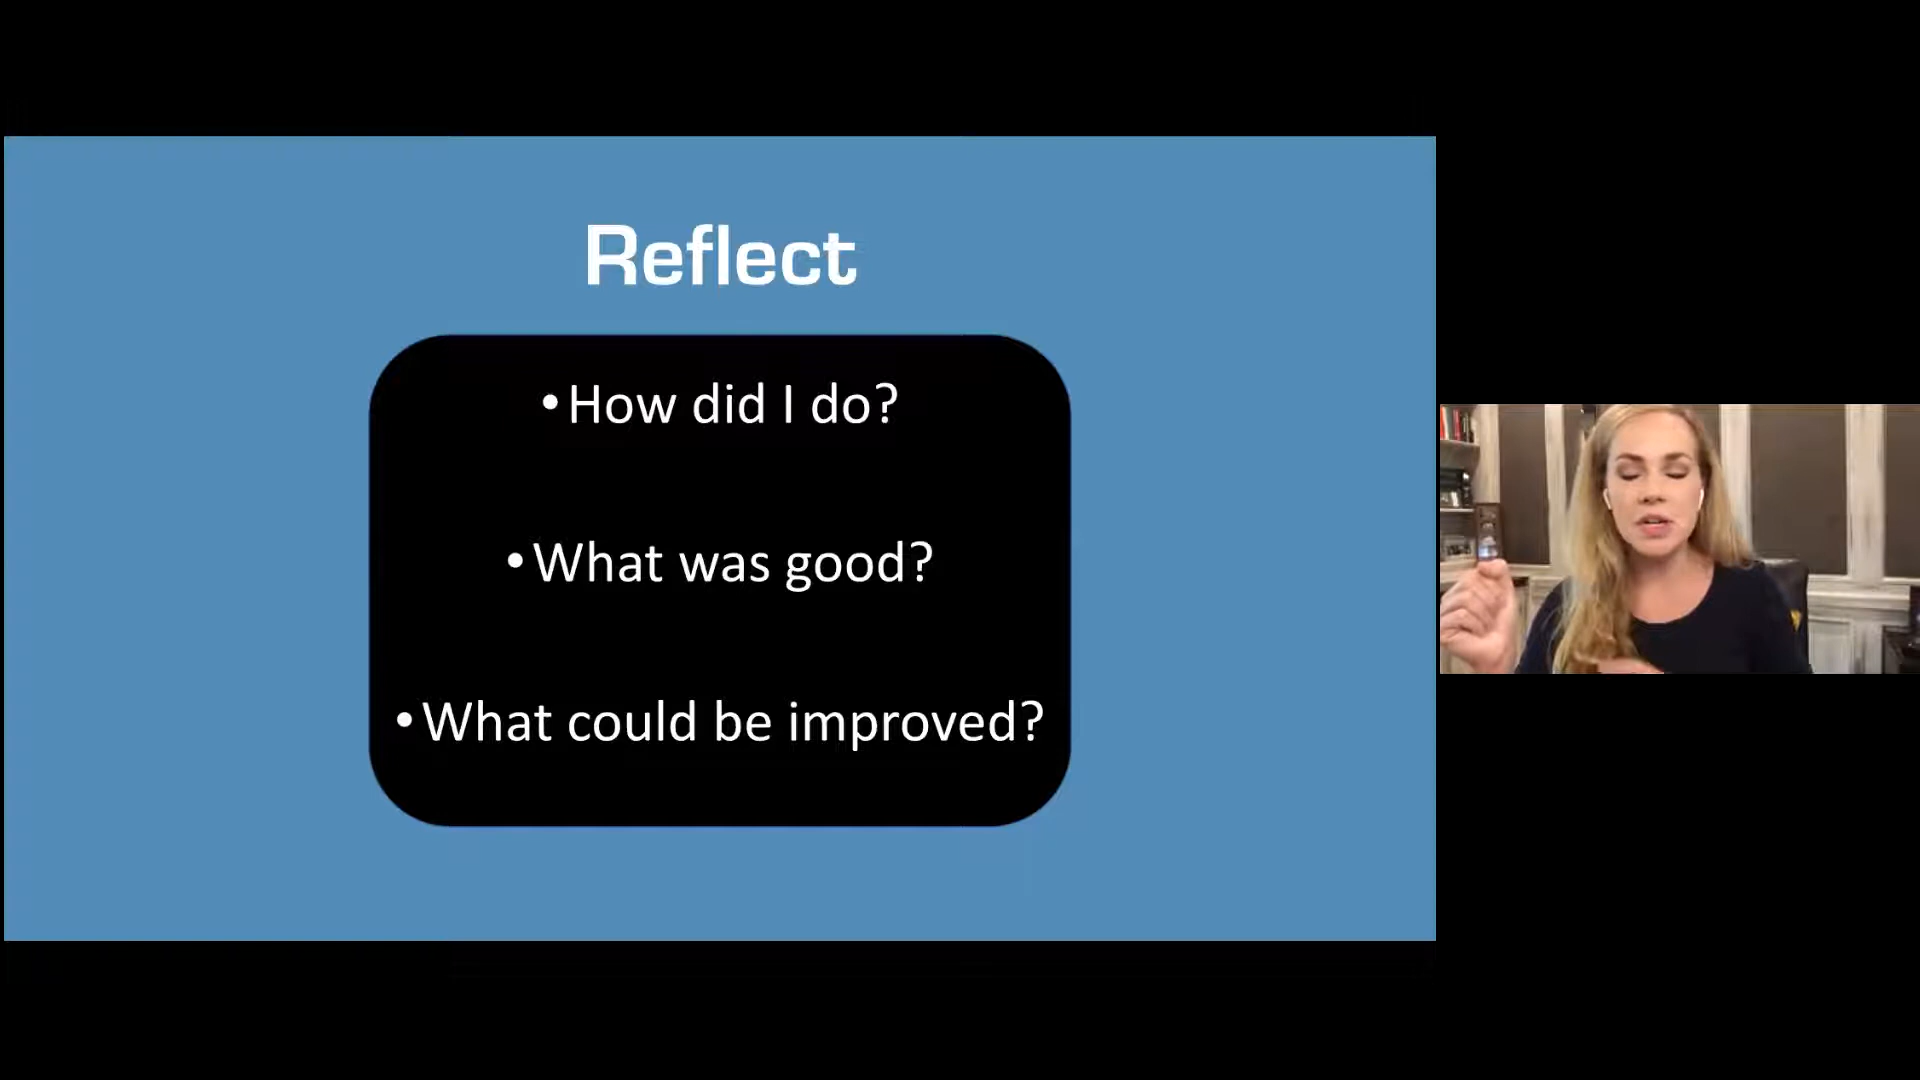 Reflect
•How did I do?
•What was good?
•What could be improved?